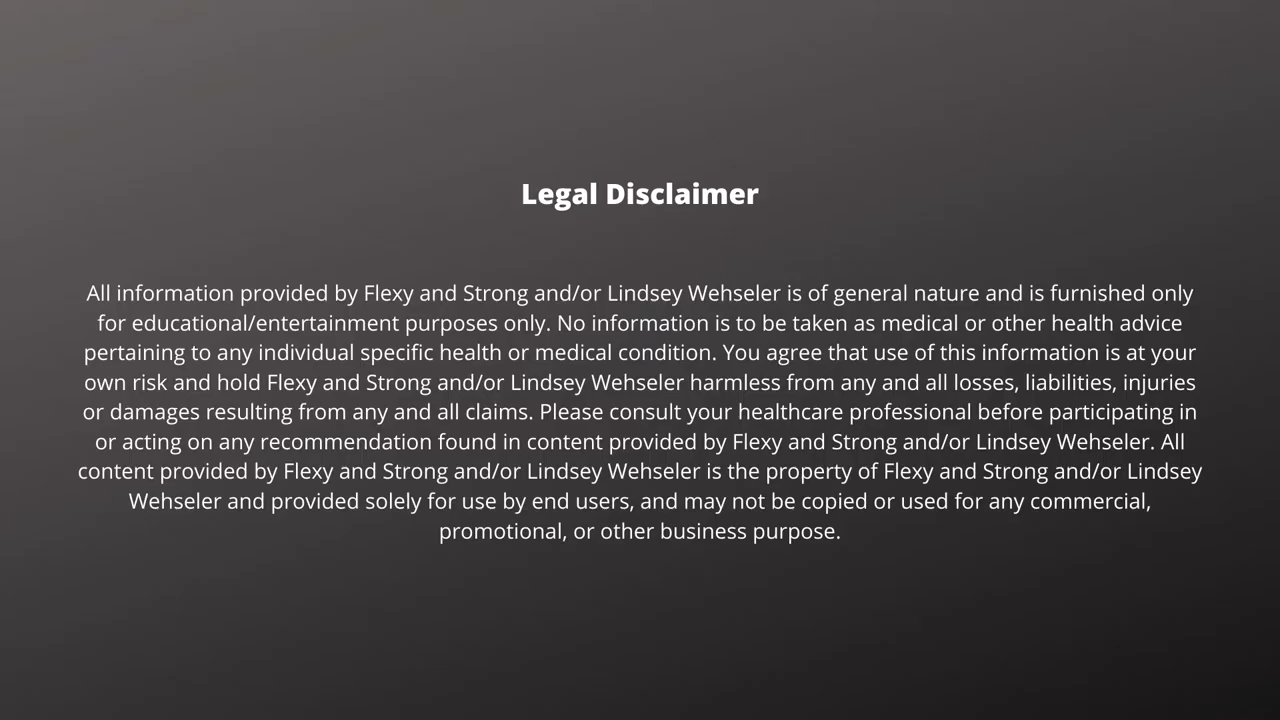 Legal Disclaimer
All information provided by Flexy and Strong and/or Lindsey Wehseler is of general nature and is furnished only
for educational/entertainment purposes only. No information is to be taken as medical or other health advice
pertaining to any individual specific health or medical condition. You agree that use of this information is at your
own risk and hold Flexy and Strong and/or Lindsey Wehseler harmless from any and all losses, liabilities, injuries
or damages resulting from any and all claims. Please consult your healthcare professional before participating in
or acting on any recommendation found in content provided by Flexy and Strong and/or Lindsey Wehseler. All
content provided by Flexy and Strong and/or Lindsey Wehseler is the property of Flexy and Strong and/or Lindsey
Wehseler and provided solely for use by end users, and may not be copied or used for any commercial,
promotional, or other business purpose.